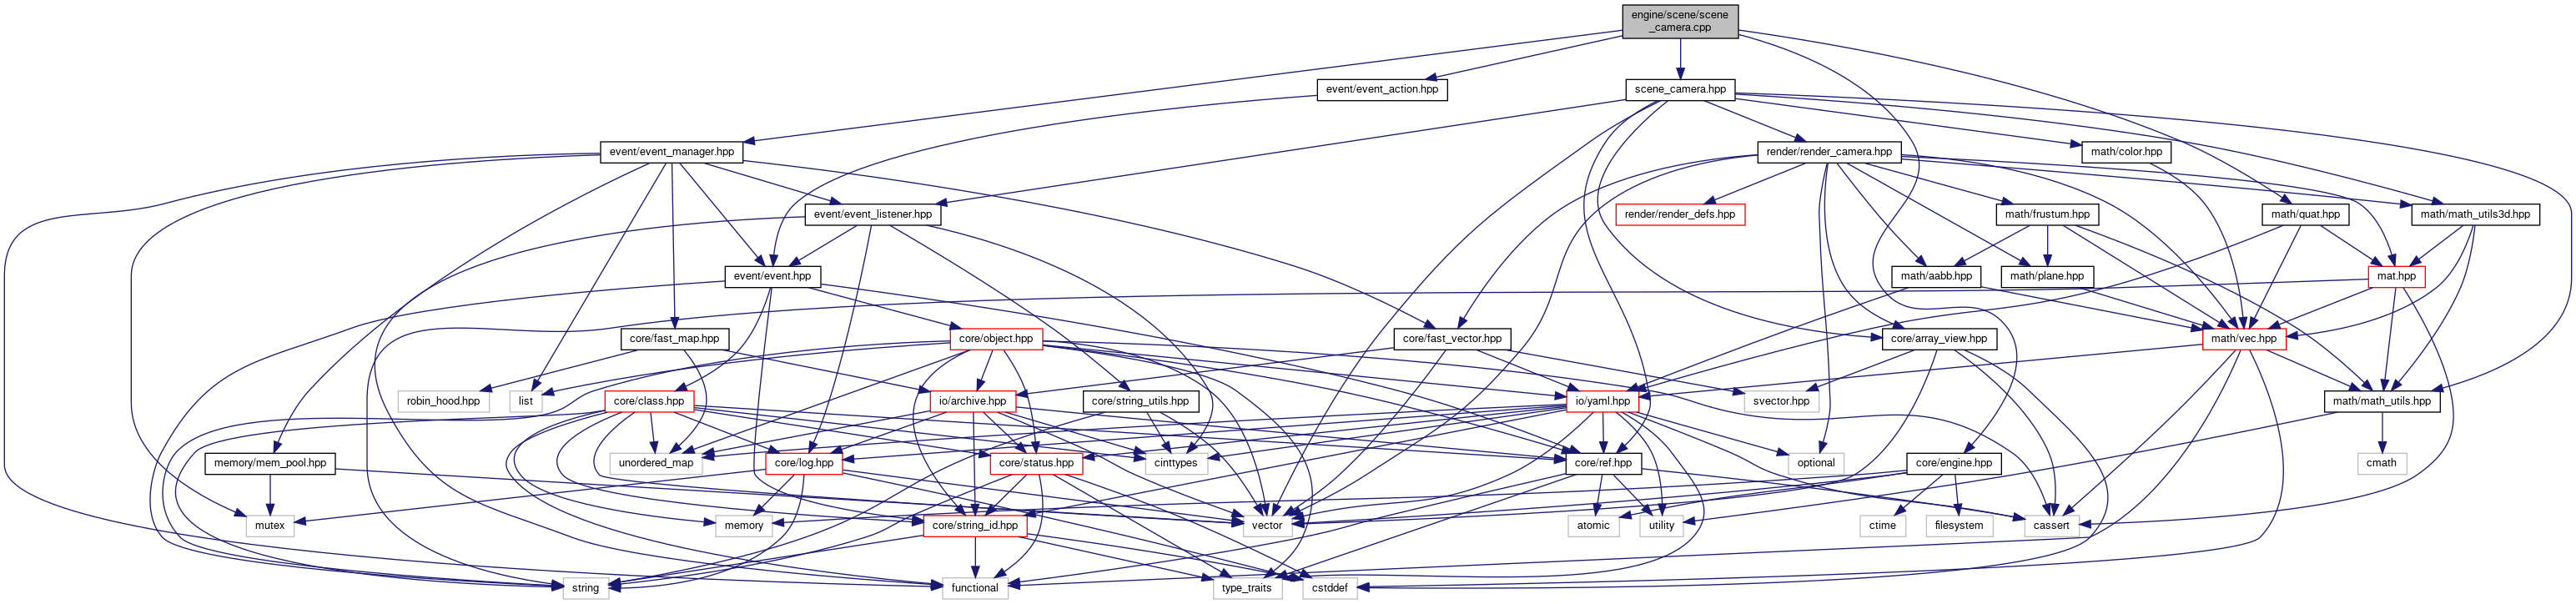 engine/scene/scene
_camera.cpp
event/event_action.hpp
scene_camera.hpp
event/event_manager.hpp
render/render_camera.hpp
math/color.hpp
event/event_listener.hpp
render/render_defs.hpp
math/frustum.hpp
math/quat.hpp
math/math_utils3d.hpp
event/event.hpp
math/aabb.hpp
math/plane.hpp
mat.hpp
core/fast_map.hpp
core/object.hpp
core/fast_vector.hpp
core/array_view.hpp
math/vec.hpp
robin_hood.hpp
list
core/class.hpp
io/archive.hpp
core/string_utils.hpp
io/yaml.hpp
svector.hpp
math/math_utils.hpp
memory/mem_pool.hpp
unordered_map
core/log.hpp
core/status.hpp
cinttypes
core/ref.hpp
optional
core/engine.hpp
cmath
mutex
memory
core/string_id.hpp
vector
atomic
utility
ctime
filesystem
cassert
string
functional
type_traits
cstddef